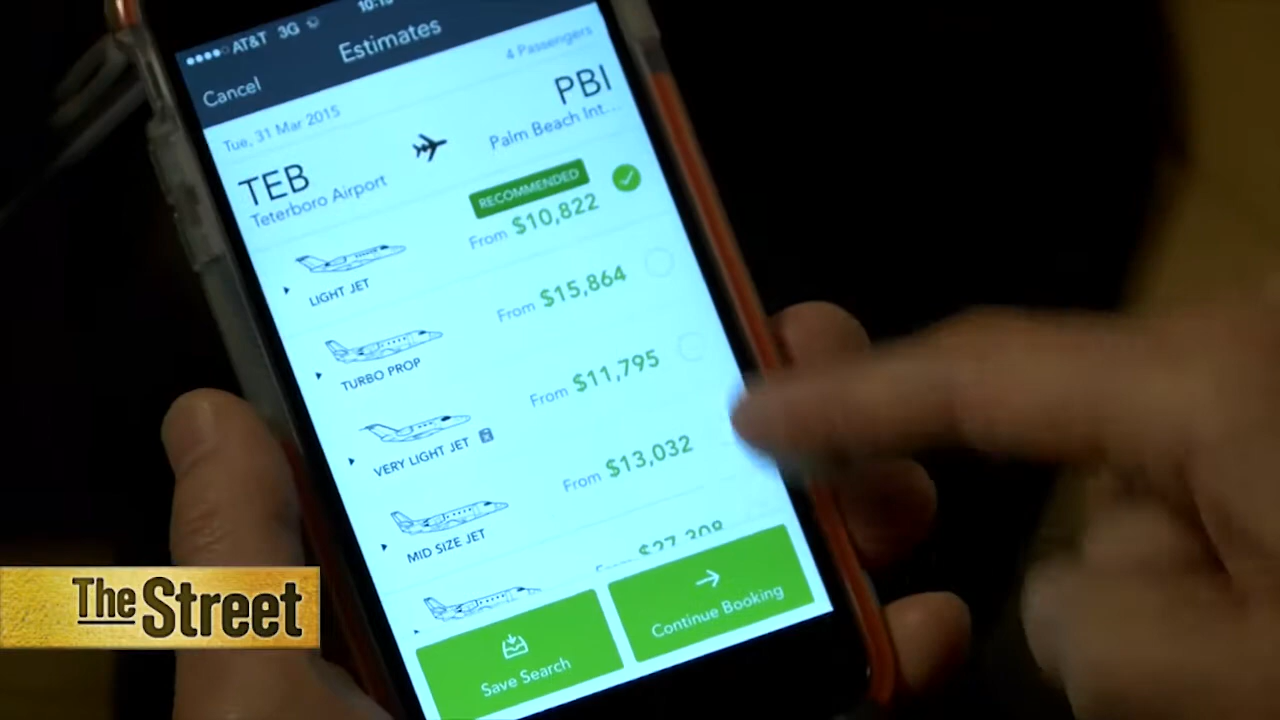 AT&T 3G
Cancel
Estimates
4 Passengers
Tue, 31 Mar 2015
TEB
Teterboro Airport
PBI
Palm Beach Int...
RECOMMENDED
LIGHT JET
From $10,822
TURBO PROP
From $15,864
VERY LIGHT JET
From $11,795
MID SIZE JET
From $13,032
Save Search
Continue Booking
The Street